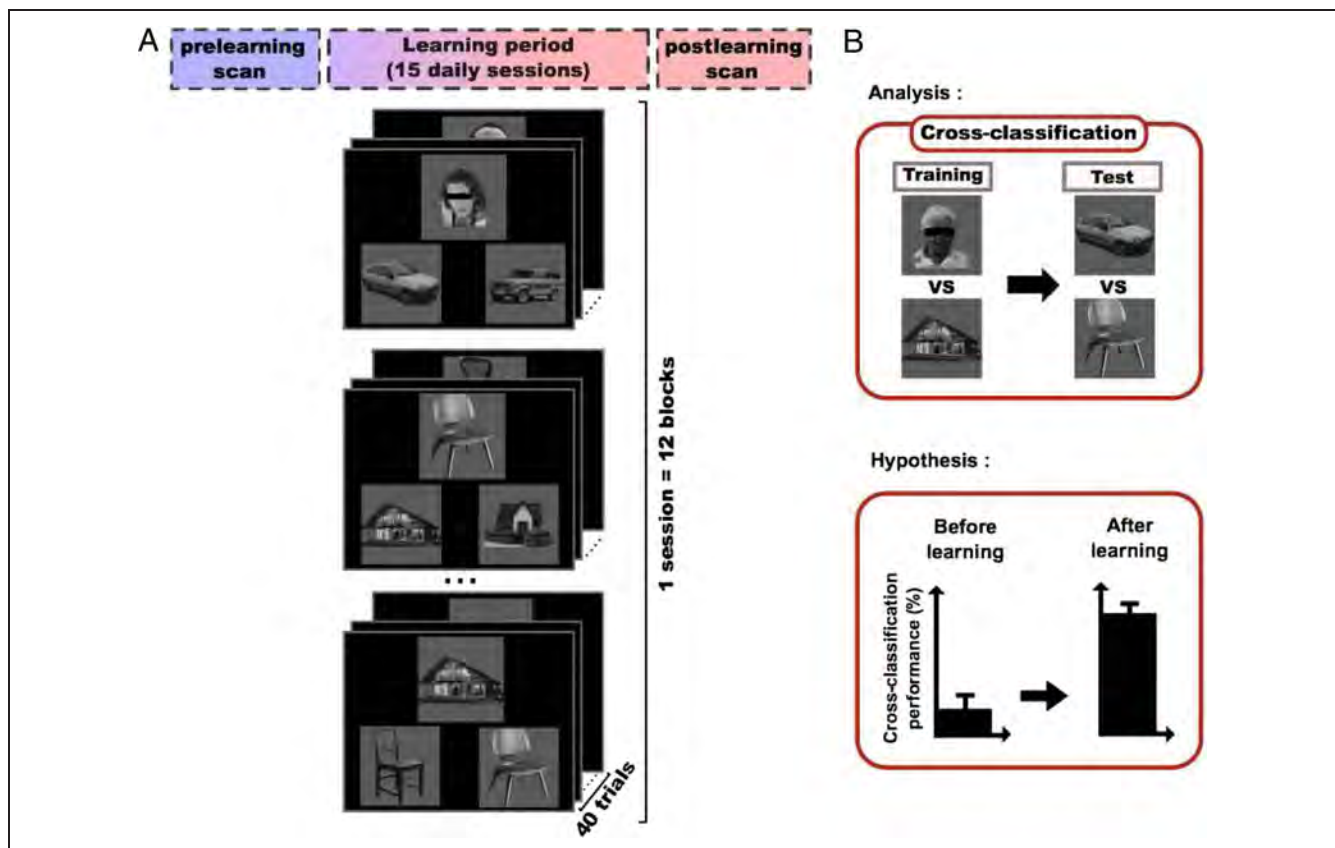 A
prelearning
scan
Learning period
(15 daily sessions)
postlearning
scan
...
1 session = 12 blocks
40 trials
B
Analysis :
Cross-classification
Training
Test
VS
VS
Hypothesis :
Before
learning
After
learning
Cross-classification
performance (%)